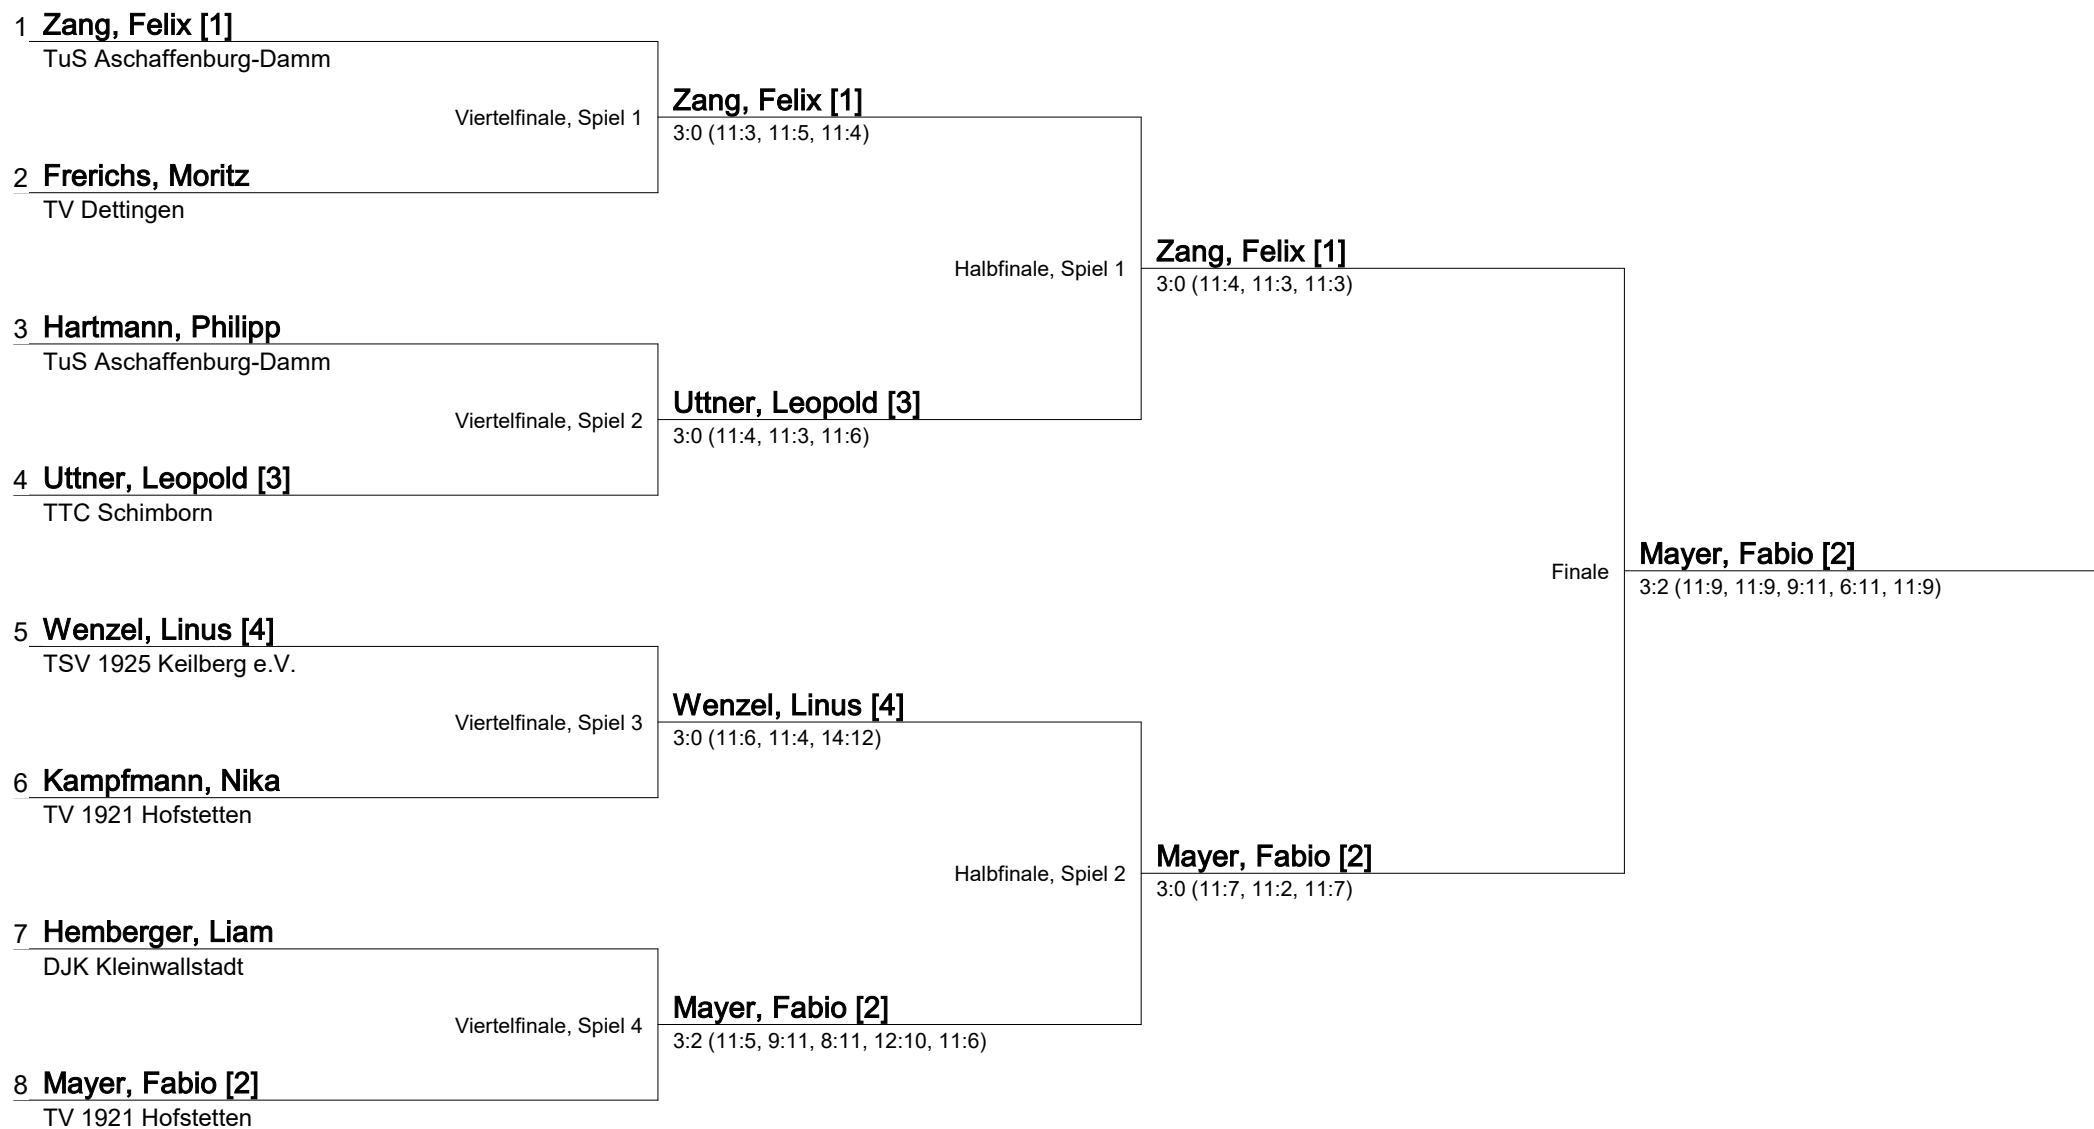 1 Zang, Felix [1]
TuS Aschaffenburg-Damm
Viertelfinale, Spiel 1
Zang, Felix [1]
3:0 (11:3, 11:5, 11:4)
2 Frerichs, Moritz
TV Dettingen
Halbfinale, Spiel 1
Zang, Felix [1]
3:0 (11:4, 11:3, 11:3)
3 Hartmann, Philipp
TuS Aschaffenburg-Damm
Viertelfinale, Spiel 2
Uttner, Leopold [3]
3:0 (11:4, 11:3, 11:6)
4 Uttner, Leopold [3]
TTC Schimborn
Finale
Mayer, Fabio [2]
3:2 (11:9, 11:9, 9:11, 6:11, 11:9)
5 Wenzel, Linus [4]
TSV 1925 Keilberg e.V.
Viertelfinale, Spiel 3
Wenzel, Linus [4]
3:0 (11:6, 11:4, 14:12)
6 Kampfmann, Nika
TV 1921 Hofstetten
Halbfinale, Spiel 2
Mayer, Fabio [2]
3:0 (11:7, 11:2, 11:7)
7 Hemberger, Liam
DJK Kleinwallstadt
Viertelfinale, Spiel 4
Mayer, Fabio [2]
3:2 (11:5, 9:11, 8:11, 12:10, 11:6)
8 Mayer, Fabio [2]
TV 1921 Hofstetten